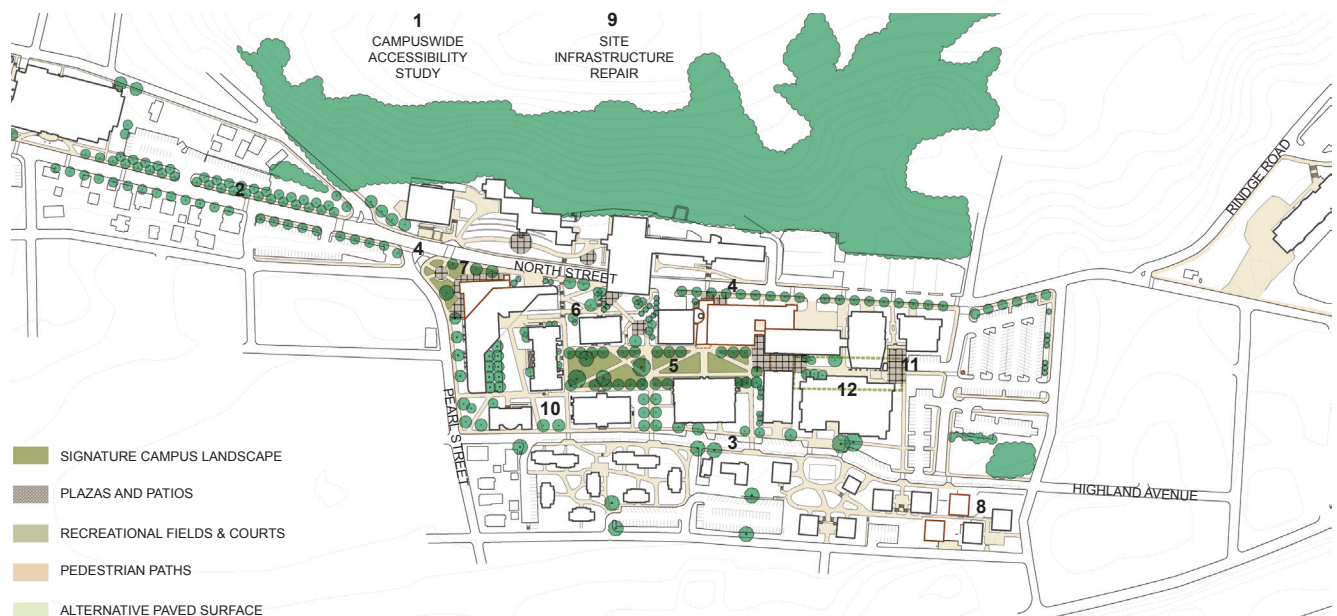 1
CAMPUSWIDE
ACCESSIBILITY
STUDY
9
SITE
INFRASTRUCTURE
REPAIR
RINDGE ROAD
2
4
7
NORTH STREET
4
6
5
11
12
10
PEARL STREET
3
HIGHLAND AVENUE
8
SIGNATURE CAMPUS LANDSCAPE
PLAZAS AND PATIOS
RECREATIONAL FIELDS & COURTS
PEDESTRIAN PATHS
ALTERNATIVE PAVED SURFACE